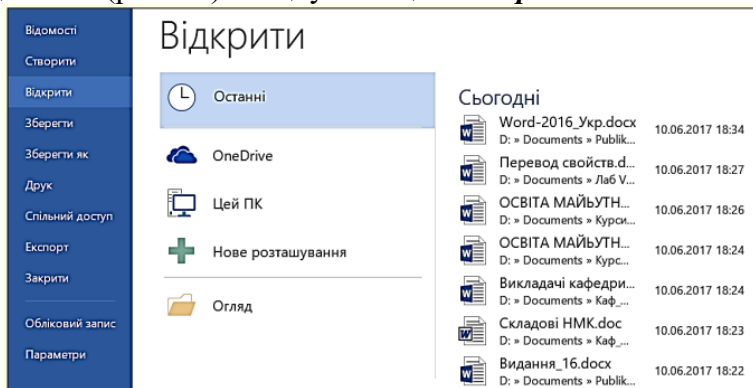 Відомості
Створити
Відкрити
Зберегти
Зберегти як
Друк
Спільний доступ
Експорт
Закрити
Обліковий запис
Параметри
Відкрити
Останні
OneDrive
Цей ПК
Нове розташування
Огляд
Сьогодні
Word-2016_Укр.docx 10.06.2017 18:34
D: » Documents » Publik...
Перевод свойств.d... 10.06.2017 18:27
D: » Documents » Лаб V...
ОСВІТА МАЙБУТН... 10.06.2017 18:26
D: » Documents » Курси...
ОСВІТА МАЙБУТН... 10.06.2017 18:24
D: » Documents » Курс...
Викладачі кафедри... 10.06.2017 18:24
D: » Documents » Каф_...
Складові НМК.doc 10.06.2017 18:23
D: » Documents » Каф_...
Видання_16.docx 10.06.2017 18:22
D: » Documents » Publik...